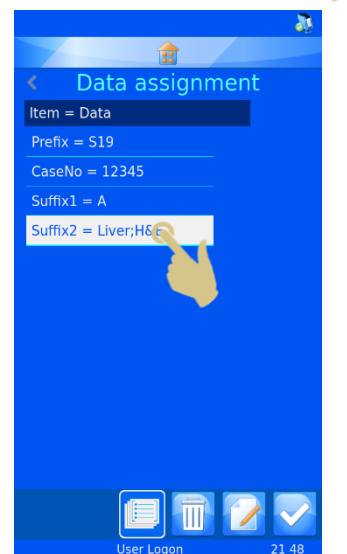 Data assignment
Item = Data
Prefix = S19
CaseNo = 12345
Suffix1 = A
Suffix2 = Liver;H&E
User Logon 21 48